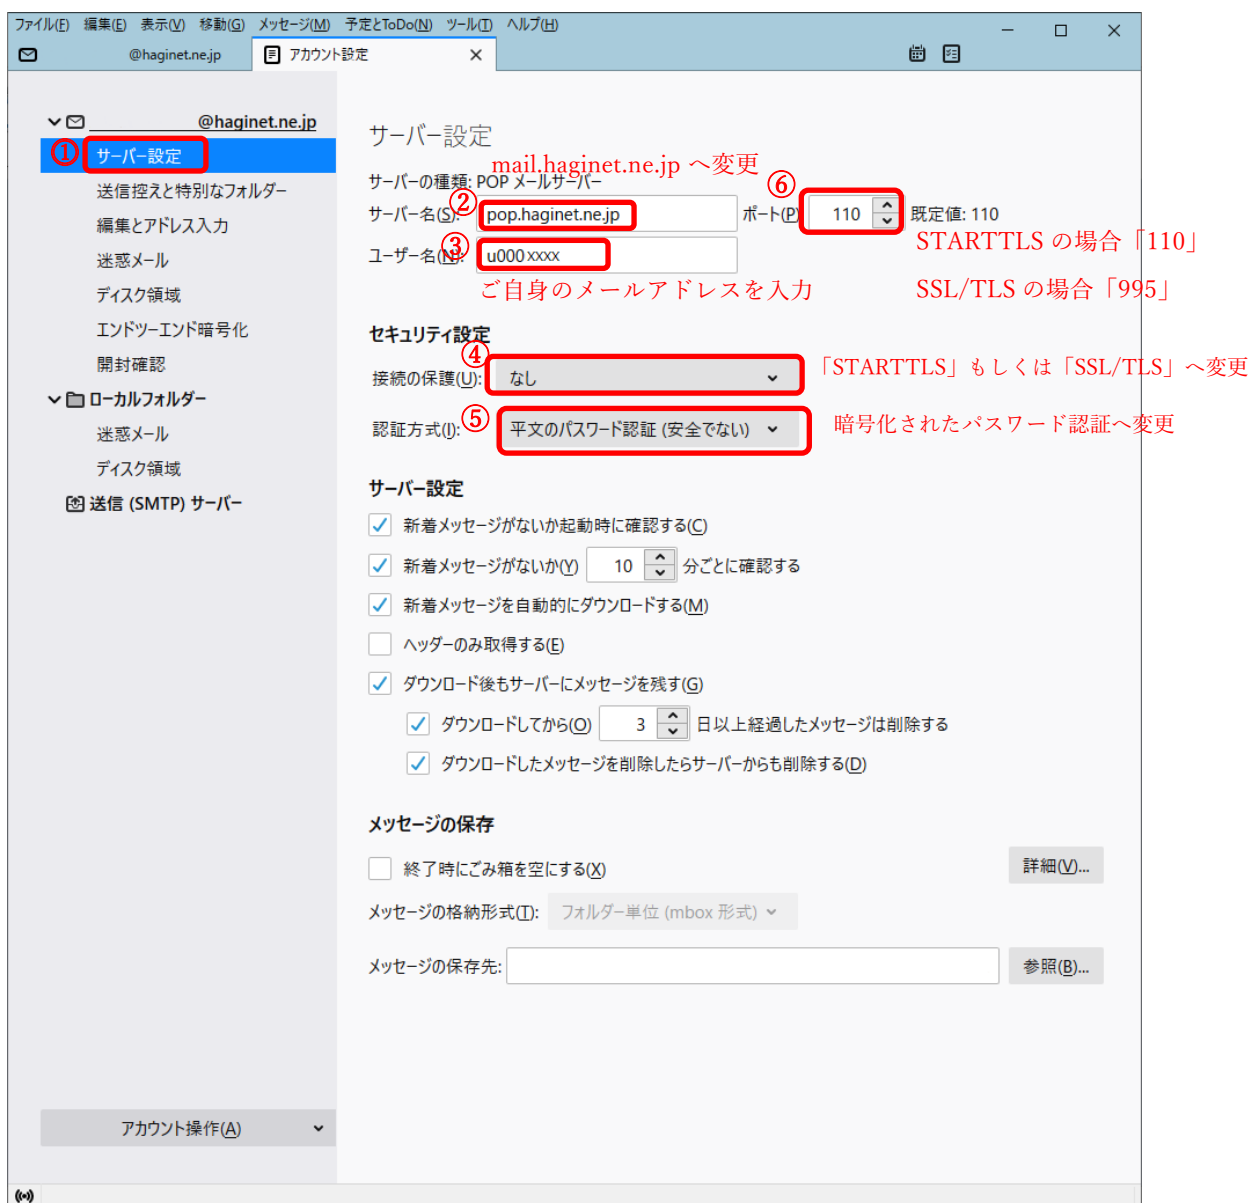 ファイル(F) 編集(E) 表示(V) 移動(G) メッセージ(M) 予定とToDo(N) ツール(T) ヘルプ(H)
@haginet.ne.jp アカウント設定
@haginet.ne.jp
① サーバー設定
送信控えと特別なフォルダー
編集とアドレス入力
迷惑メール
ディスク領域
エンドツーエンド暗号化
開封確認
ローカルフォルダー
迷惑メール
ディスク領域
送信 (SMTP) サーバー
アカウント操作(A)
サーバー設定
mail.haginet.ne.jp へ変更
サーバーの種類: POP メールサーバー
サーバー名(S): ② pop.haginet.ne.jp ポート(P) ⑥ 110 既定値: 110
STARTTLS の場合「110」
ユーザー名(N): ③ u000xxxx
ご自身のメールアドレスを入力 SSL/TLS の場合「995」
セキュリティ設定
接続の保護(U): ④ なし 「STARTTLS」もしくは「SSL/TLS」へ変更
認証方式(I): ⑤ 平文のパスワード認証 (安全でない) 暗号化されたパスワード認証へ変更
サーバー設定
新着メッセージがないか起動時に確認する(C)
新着メッセージがないか(Y) 10 分ごとに確認する
新着メッセージを自動的にダウンロードする(M)
ヘッダーのみ取得する(E)
ダウンロード後もサーバーにメッセージを残す(G)
ダウンロードしてから(O) 3 日以上経過したメッセージは削除する
ダウンロードしたメッセージを削除したらサーバーからも削除する(D)
メッセージの保存
終了時にごみ箱を空にする(X) 詳細(V)...
メッセージの格納形式(T): フォルダー単位 (mbox 形式)
メッセージの保存先: 参照(B)...